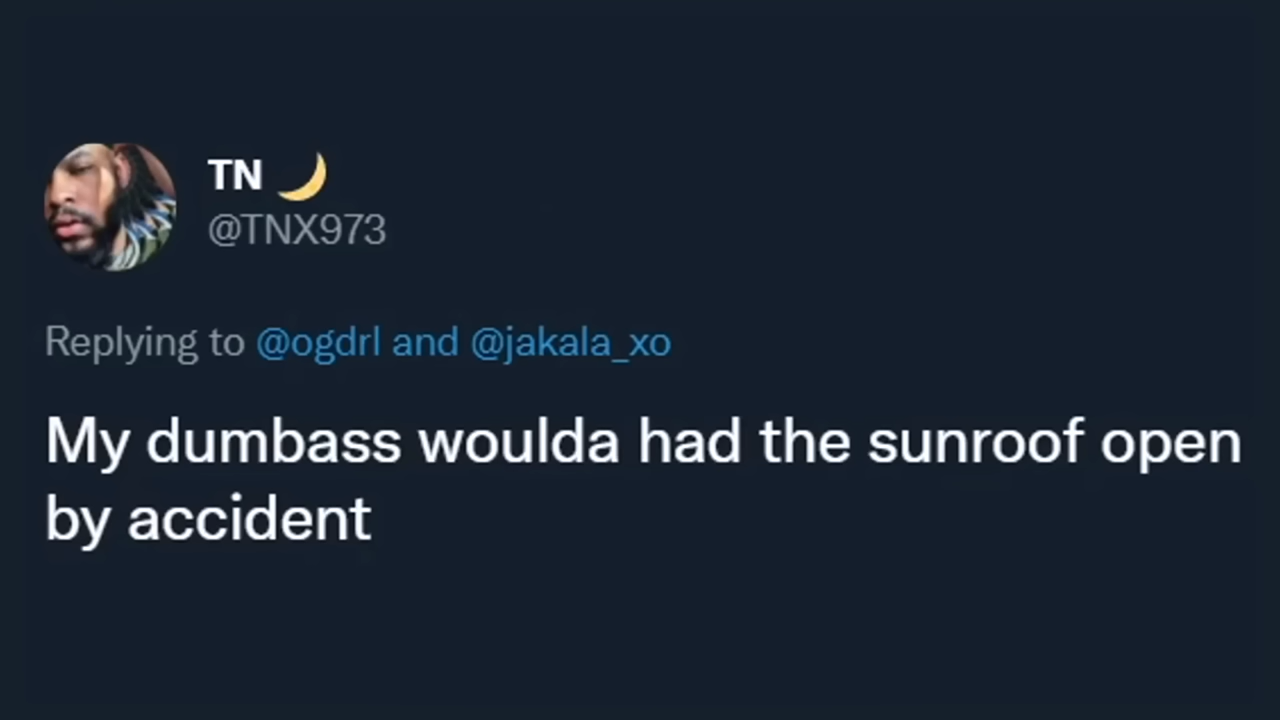 TN 🌙
@TNX973
Replying to @ogdrl and @jakala_xo
My dumbass woulda had the sunroof open
by accident